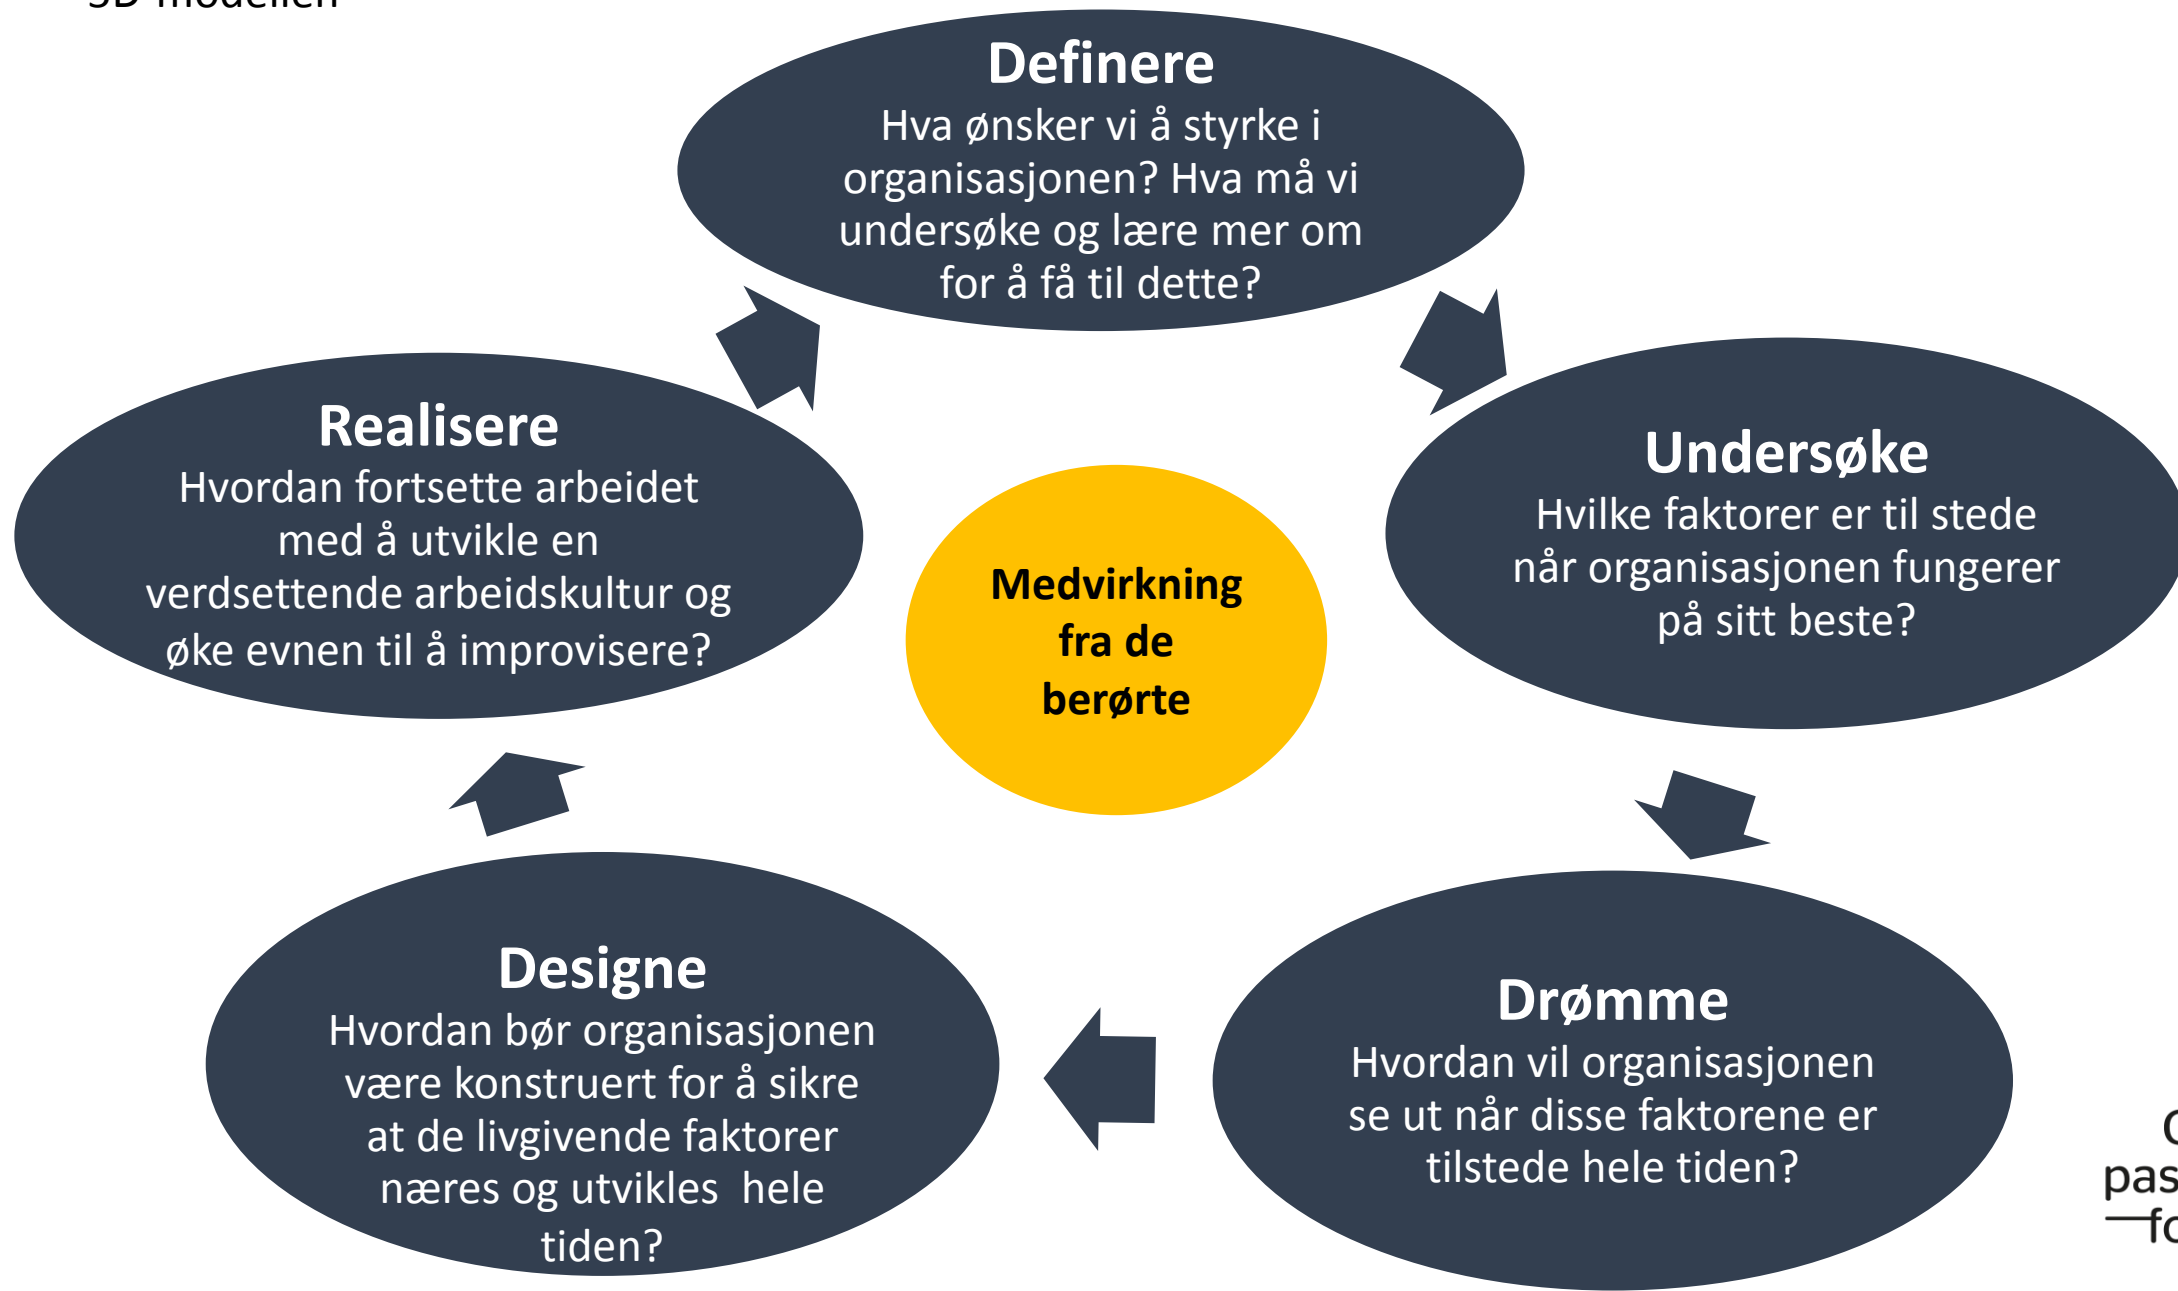 modellen
Definere
Hva ønsker vi å styrke i
organisasjonen? Hva må vi
undersøke og lære mer om
for å få til dette?
Realisere
Hvordan fortsette arbeidet
med å utvikle en
verdsettende arbeidskultur og
øke evnen til å improvisere?
Undersøke
Hvilke faktorer er til stede
når organisasjonen fungerer
på sitt beste?
Medvirkning
fra de
berørte
Designe
Hvordan bør organisasjonen
være konstruert for å sikre
at de livgivende faktorer
næres og utvikles  hele
tiden?
Drømme
Hvordan vil organisasjonen
se ut når disse faktorene er
tilstede hele tiden?